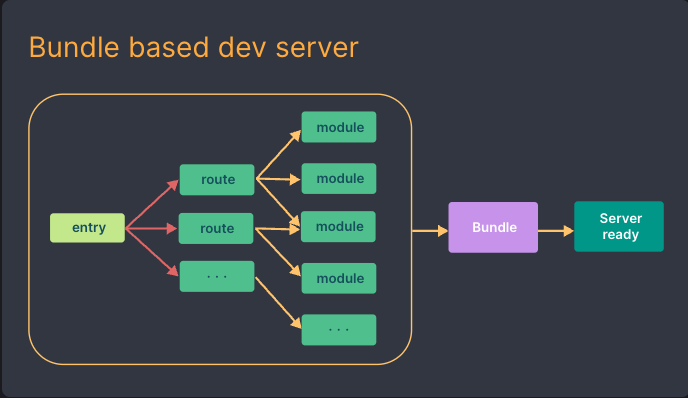 Bundle based dev server
entry
route
route
· · ·
module
module
module
module
· · ·
Bundle
Server
ready